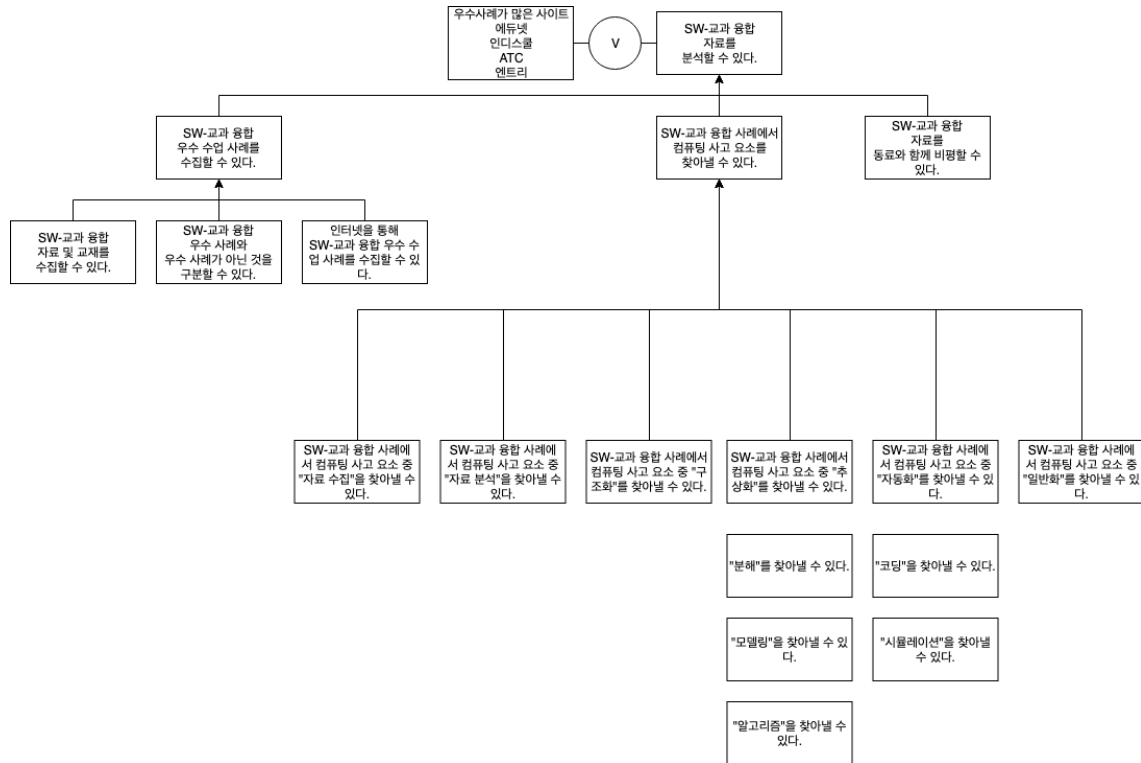 우수사례가 많은 사이트
에듀넷
인디스쿨
ATC
엔트리
V
SW-교과 융합
자료를
분석할 수 있다.
SW-교과 융합
우수 수업 사례를
수집할 수 있다.
SW-교과 융합 사례에서
컴퓨팅 사고 요소를
찾아낼 수 있다.
SW-교과 융합
자료를
동료와 함께 비평할 수
있다.
SW-교과 융합
자료 및 교재를
수집할 수 있다.
SW-교과 융합
우수 사례와
우수 사례가 아닌 것을
구분할 수 있다.
인터넷을 통해
SW-교과 융합 우수 수
업 사례를 수집할 수 있
다.
SW-교과 융합 사례에
서 컴퓨팅 사고 요소 중
"자료 수집"을 찾아낼 수
있다.
SW-교과 융합 사례에
서 컴퓨팅 사고 요소 중
"자료 분석"을 찾아낼 수
있다.
SW-교과 융합 사례에서
컴퓨팅 사고 요소 중 "구
조화"를 찾아낼 수 있다.
SW-교과 융합 사례에서
컴퓨팅 사고 요소 중 "추
상화"를 찾아낼 수 있다.
SW-교과 융합 사례에
서 컴퓨팅 사고 요소 중
"자동화"를 찾아낼 수 있
다.
SW-교과 융합 사례에
서 컴퓨팅 사고 요소 중
"일반화"를 찾아낼 수 있
다.
"분해"를 찾아낼 수 있다.
"코딩"을 찾아낼 수 있다.
"모델링"을 찾아낼 수 있
다.
"시뮬레이션"을 찾아낼
수 있다.
"알고리즘"을 찾아낼 수
있다.